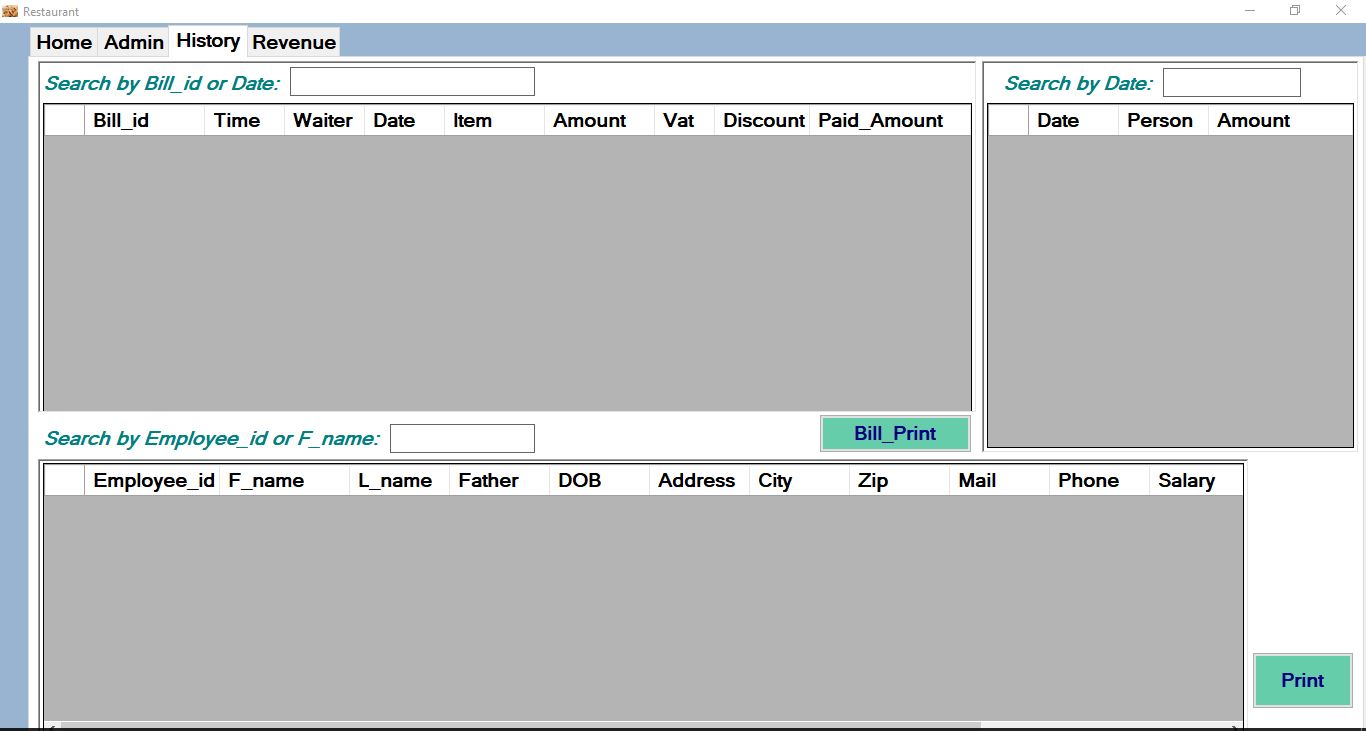 Restaurant
Home Admin History Revenue
Search by Bill_id or Date:
Search by Date:
Bill_id Time Waiter Date Item Amount Vat Discount Paid_Amount
Date Person Amount
Search by Employee_id or F_name:
Bill_Print
Employee_id F_name L_name Father DOB Address City Zip Mail Phone Salary
Print